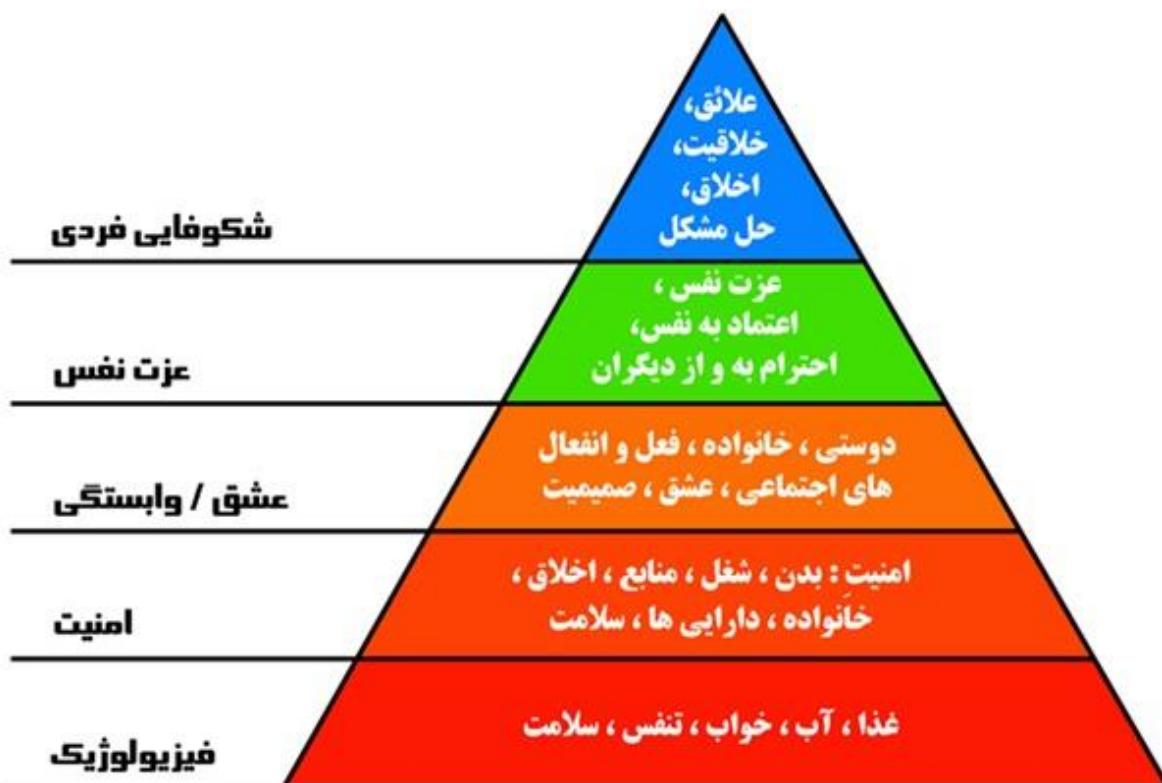 علائق،
خلاقیت،
اخلاق،
حل مشکل
شکوفایی فردی
عزت نفس ،
اعتماد به نفس،
احترام به و از دیگران
عزت نفس
دوستی ، خانواده ، فعل و انفعال
های اجتماعی ، عشق ، صمیمیت
عشق / وابستگی
امنیتِ : بدن ، شغل ، منابع ، اخلاق ،
خانواده ، دارایی ها ، سلامت
امنیت
غذا ، آب ، خواب ، تنفس ، سلامت
فیزیولوژیک